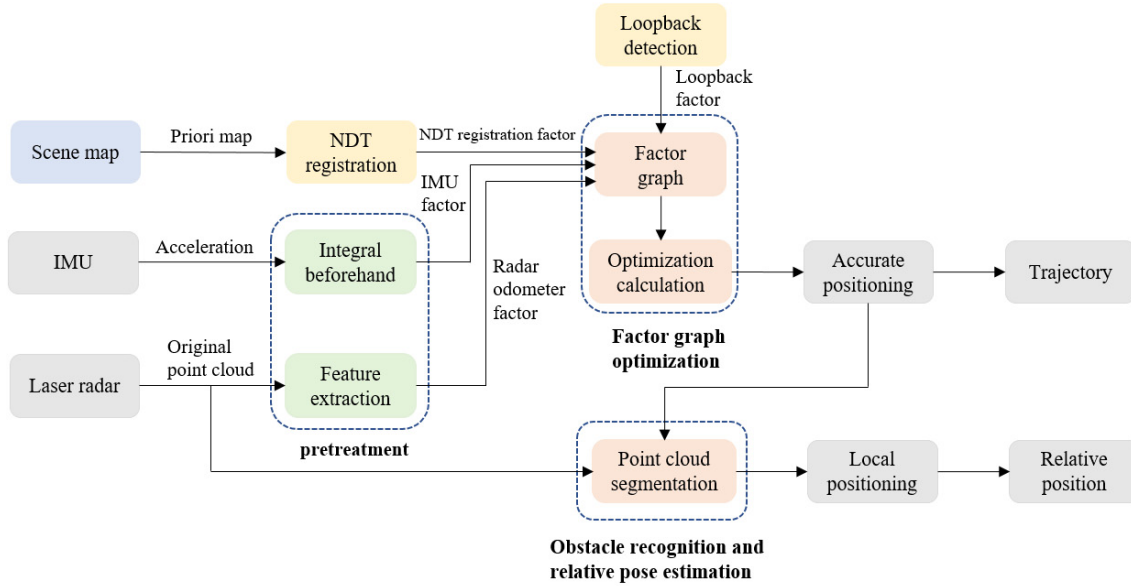 Loopback
detection
Loopback
factor
Scene map
Priori map
NDT
registration
NDT registration factor
Factor
graph
IMU
factor
IMU
Acceleration
Integral
beforehand
Radar
odometer
factor
Optimization
calculation
Accurate
positioning
Trajectory
Factor graph
optimization
Laser radar
Original
point cloud
Feature
extraction
pretreatment
Point cloud
segmentation
Local
positioning
Relative
position
Obstacle recognition and
relative pose estimation